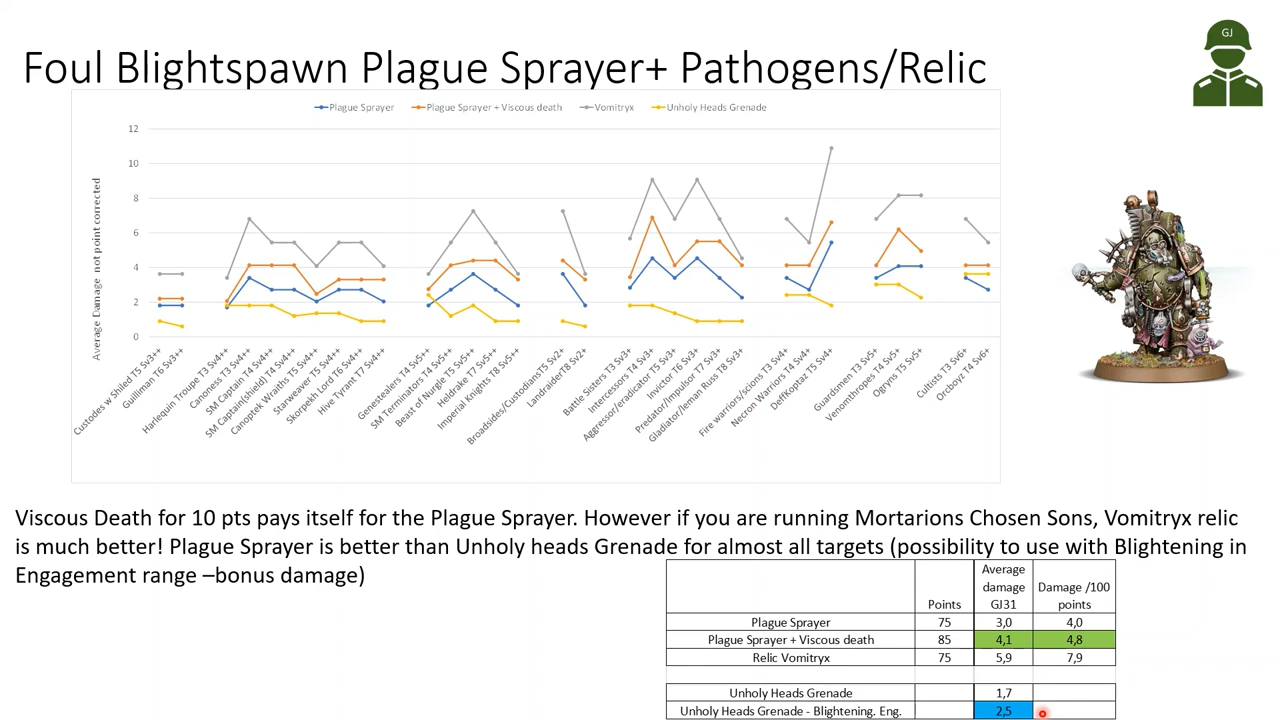 GJ
Foul Blightspawn Plague Sprayer+ Pathogens/Relic
Plague Sprayer
Plague Sprayer + Viscous death
Vomitryx
Unholy Heads Grenade
Average Damage not point corrected
12
10
8
6
4
2
0
Custodes w Shiled T5 Sv3++
Guiliman T6 Sv3++
Harlequin Troupe T3 Sv4++
Canoness T3 Sv4++
SM Captain T4 Sv4++
SM Captain(shield) T4 Sv4++
Canoptek Wraiths T5 Sv4++
Starweaver T5 Sv4++
Skorpekh Lord T6 Sv4++
Hive Tyrant T7 Sv4++
Genestealers T4 Sv5++
SM Terminators T4 Sv5++
Beast of Nurgle T5 Sv5++
Heldrake T7 Sv5++
Imperial Knights T8 Sv5++
Broadsides/CustodiansT5 Sv2+
LandraiderT8 Sv2+
Battle Sisters T3 Sv3+
Intercessors T4 Sv3+
Aggressor/eradicator T5 Sv3+
Invictor T6 Sv3+
Predator/Impulsor T7 Sv3+
Gladiator/leman Russ T8 Sv3+
Fire warriors/scions T3 Sv4+
Necron Warriors T4 Sv4+
DeffKoptaz T5 Sv4+
Guardsmen T3 Sv5+
Venomthropes T4 Sv5+
Ogryns T5 Sv5+
Cultists T3 Sv6+
Orcboyz T4 Sv6+
Viscous Death for 10 pts pays itself for the Plague Sprayer. However if you are running Mortarions Chosen Sons, Vomitryx relic
is much better! Plague Sprayer is better than Unholy heads Grenade for almost all targets (possibility to use with Blightening in
Engagement range –bonus damage)
Points Average damage GJ31 Damage /100 points
Plague Sprayer 75 3,0 4,0
Plague Sprayer + Viscous death 85 4,1 4,8
Relic Vomitryx 75 5,9 7,9
Unholy Heads Grenade 1,7
Unholy Heads Grenade - Blightening. Eng. 2,5